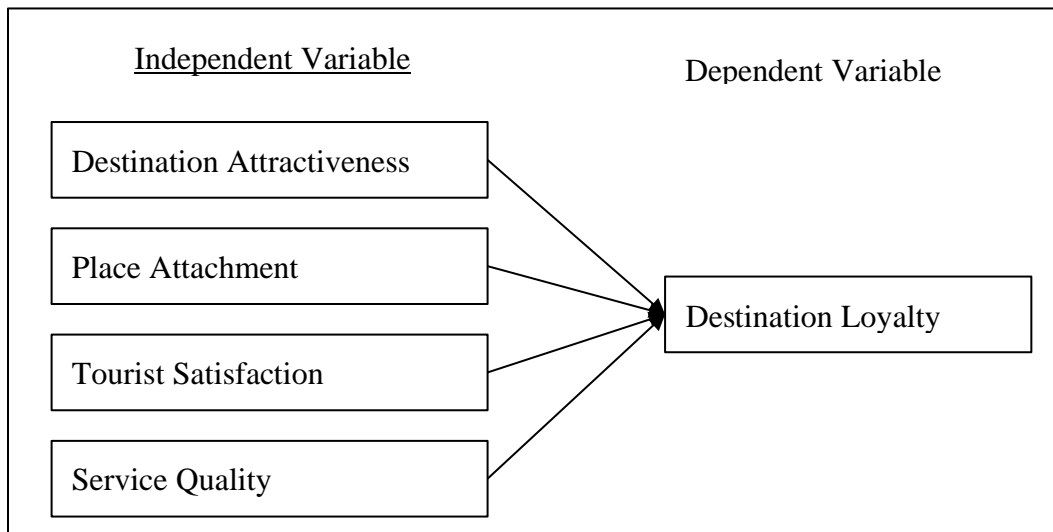 Independent Variable
Dependent Variable
Destination Attractiveness
Place Attachment
Destination Loyalty
Tourist Satisfaction
Service Quality